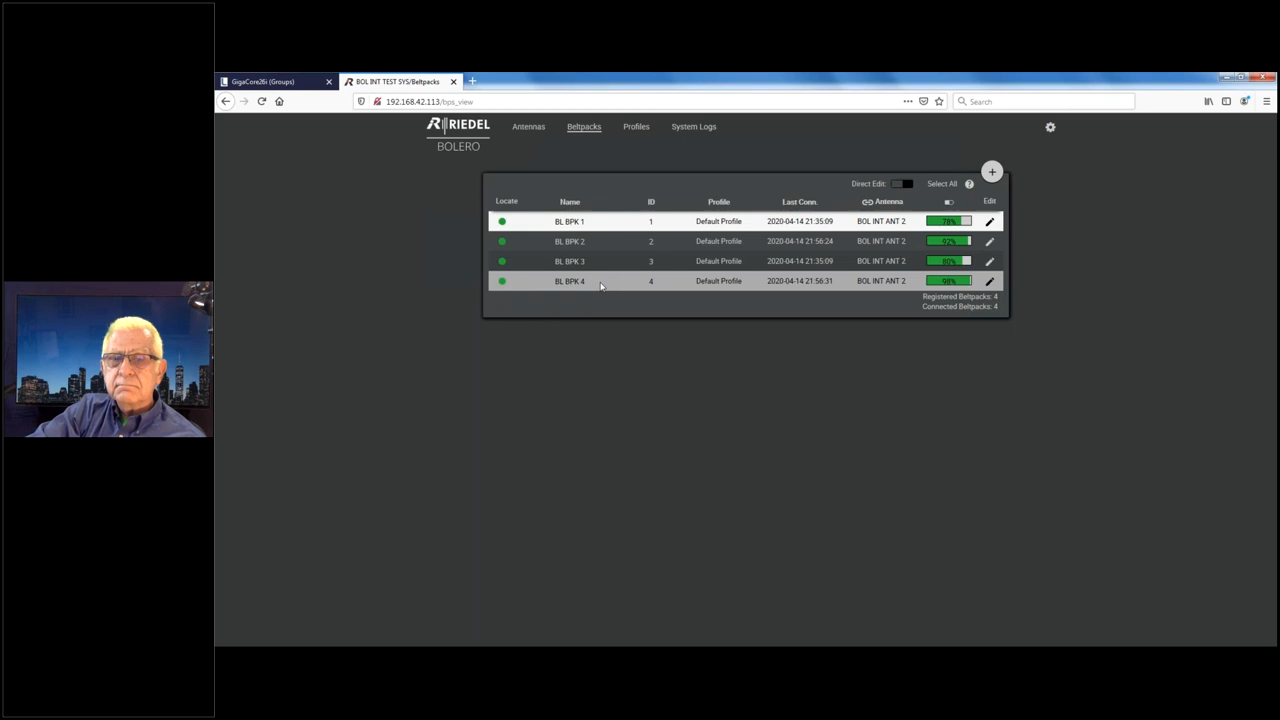 GigaCore26i (Groups)
BOL INT TEST SYS/Beltpacks
192.168.42.113/bps_view
Search
RIEDEL
BOLERO
Antennas Beltpacks Profiles System Logs
Direct Edit: Select All
Locate Name ID Profile Last Conn. Antenna Edit
BL BPK 1 1 Default Profile 2020-04-14 21:35:09 BOL INT ANT 2 78%
BL BPK 2 2 Default Profile 2020-04-14 21:56:24 BOL INT ANT 2 92%
BL BPK 3 3 Default Profile 2020-04-14 21:35:09 BOL INT ANT 2 80%
BL BPK 4 4 Default Profile 2020-04-14 21:56:31 BOL INT ANT 2 98%
Registered Beltpacks: 4
Connected Beltpacks: 4